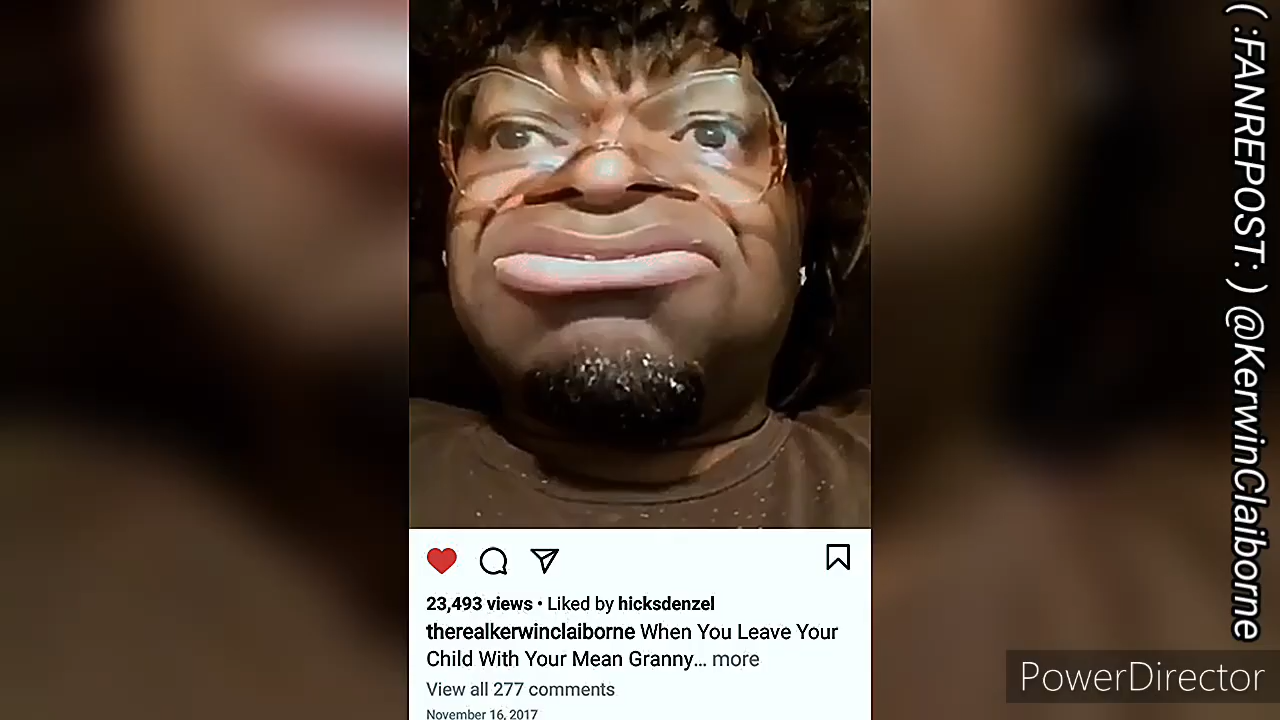 23,493 views • Liked by hicksdenzel
therealkerwinclaiborne When You Leave Your
Child With Your Mean Granny... more
View all 277 comments
November 16, 2017
( :FANREPOST: ) @KerwinClaiborne
PowerDirector